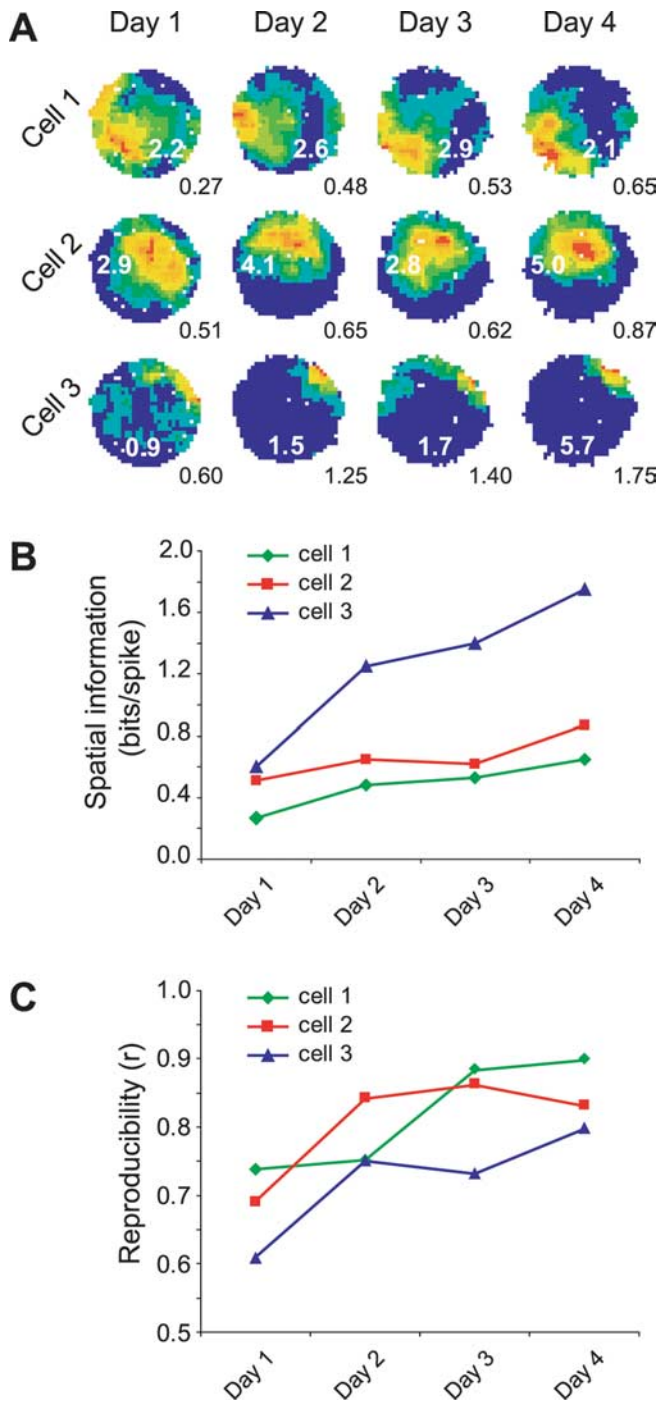 A
Day 1 Day 2 Day 3 Day 4
Cell 1
2.2 2.6 2.9 2.1
0.27 0.48 0.53 0.65
Cell 2
2.9 4.1 2.8 5.0
0.51 0.65 0.62 0.87
Cell 3
0.9 1.5 1.7 5.7
0.60 1.25 1.40 1.75
B
Spatial information
(bits/spike)
2.0
1.6
1.2
0.8
0.4
0.0
cell 1
cell 2
cell 3
Day 1 Day 2 Day 3 Day 4
C
Reproducibility (r)
1.0
0.9
0.8
0.7
0.6
0.5
cell 1
cell 2
cell 3
Day 1 Day 2 Day 3 Day 4